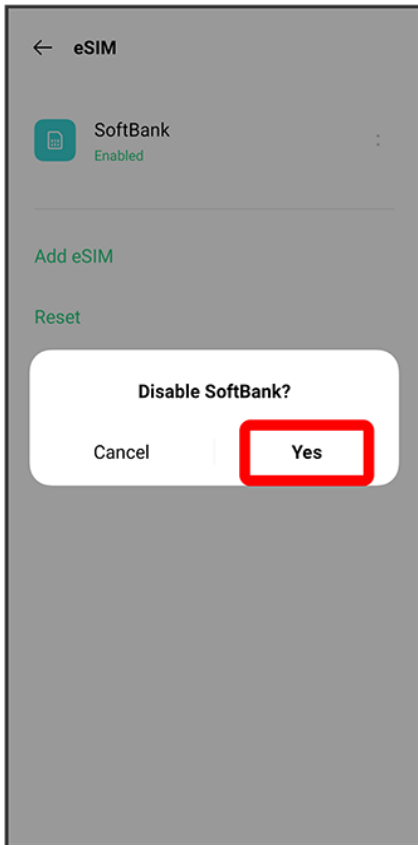 eSIM
SoftBank
Enabled
Add eSIM
Reset
Disable SoftBank?
Cancel
Yes